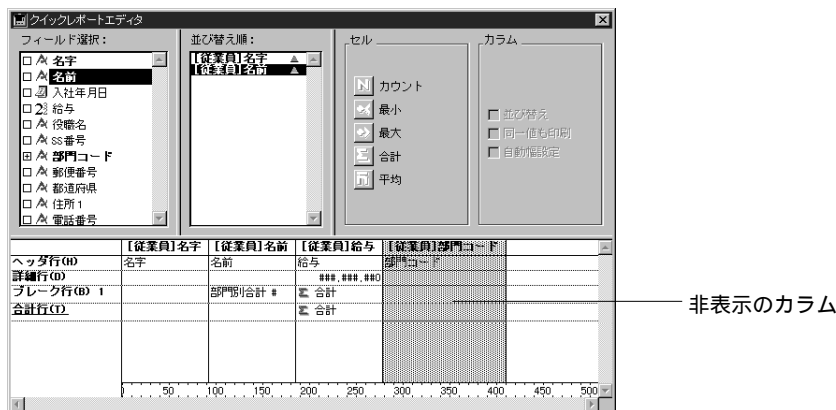 クイックレポートエディタ
フィールド選択：
名字
名前
入社年月日
給与
役職名
SS番号
部門コード
郵便番号
都道府県
住所1
電話番号
並び替え順：
[従業員]名字
[従業員]名前
セル
カウント
最小
最大
合計
平均
カラム
並び替え
同一値も印刷
自動幅設定
[従業員]名字 [従業員]名前 [従業員]給与 [従業員]部門コード
ヘッダ行(H) 名字 名前 給与 部門コード
詳細行(D) ###,###,##0
ブレーク行(B) 1 部門別合計 # Σ 合計
合計行(T) Σ 合計
非表示のカラム
0 50 100 150 200 250 300 350 400 450 500